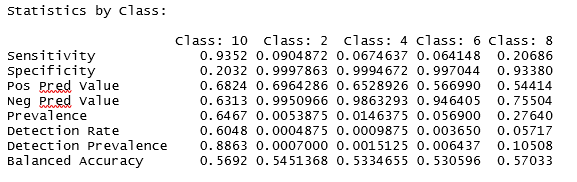 Statistics by Class:
Class: 10 Class: 2 Class: 4 Class: 6 Class: 8
Sensitivity 0.9352 0.0904872 0.0674637 0.064148 0.20686
Specificity 0.2032 0.9997863 0.9994672 0.997044 0.93380
Pos Pred Value 0.6824 0.6964286 0.6528926 0.566990 0.54414
Neg Pred Value 0.6313 0.9950966 0.9863293 0.946405 0.75504
Prevalence 0.6467 0.0053875 0.0146375 0.056900 0.27640
Detection Rate 0.6048 0.0004875 0.0009875 0.003650 0.05717
Detection Prevalence 0.8863 0.0007000 0.0015125 0.006437 0.10508
Balanced Accuracy 0.5692 0.5451368 0.5334655 0.530596 0.57033